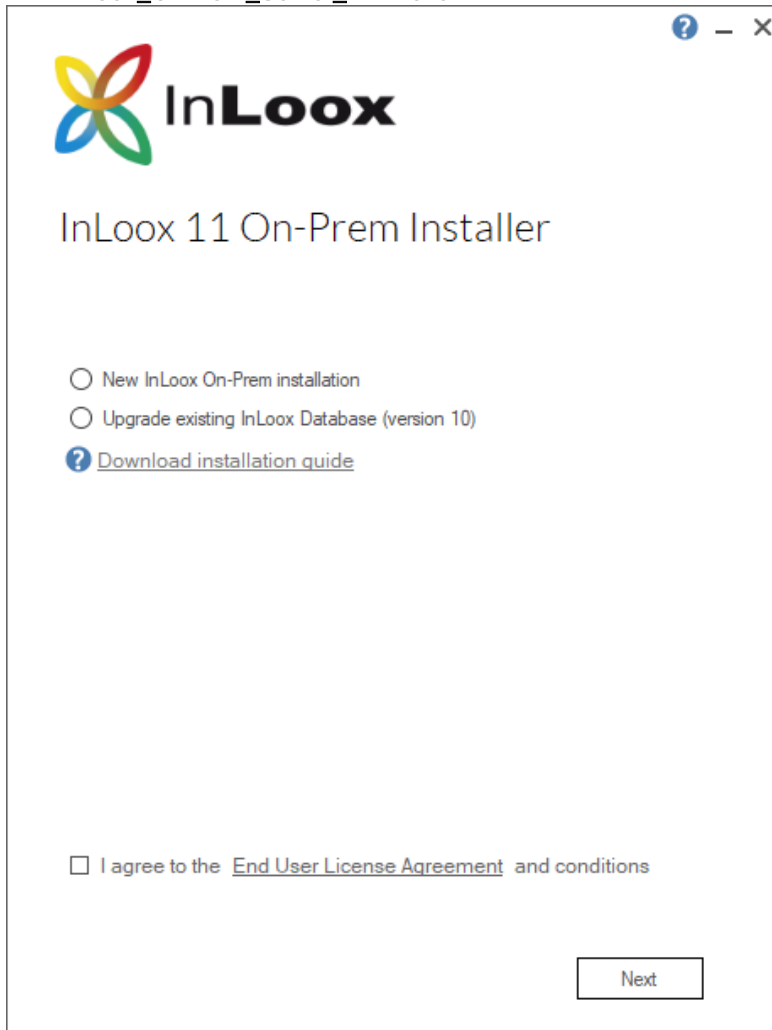 InLoox
InLoox 11 On-Prem Installer
New InLoox On-Prem installation
Upgrade existing InLoox Database (version 10)
? Download installation guide
I agree to the End User License Agreement and conditions
Next